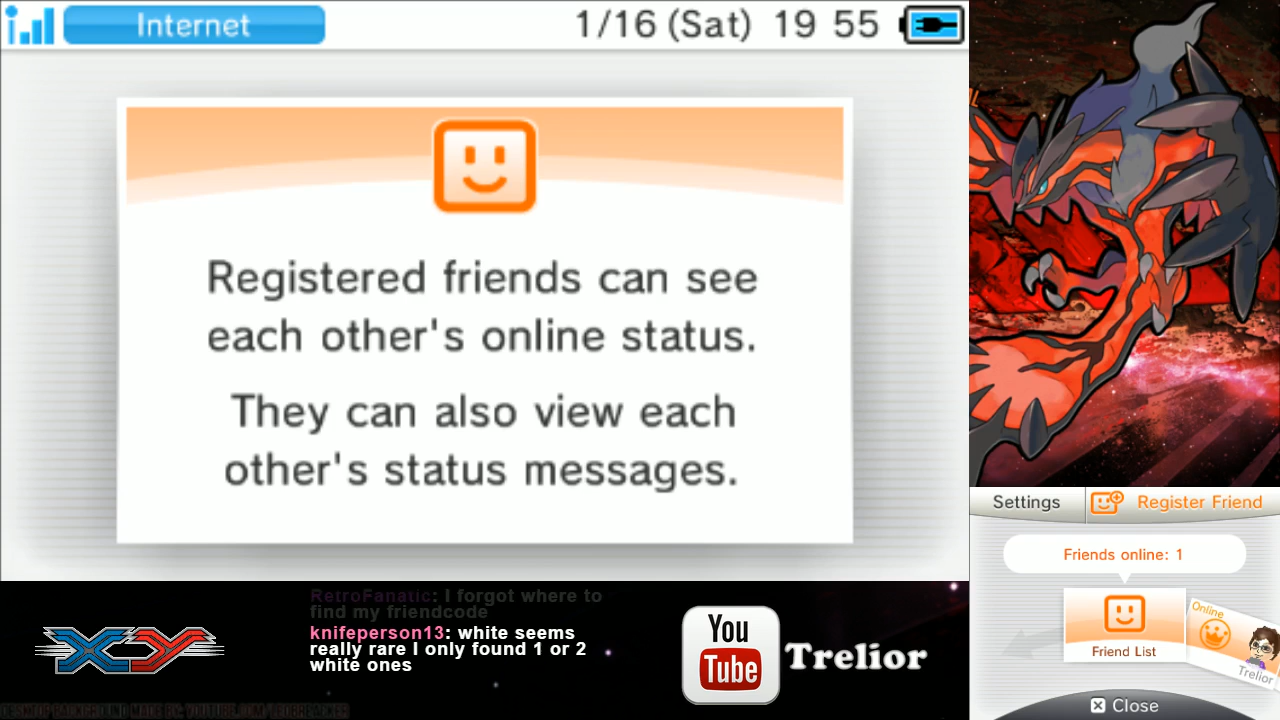 Internet
1/16 (Sat) 19 55
Registered friends can see
each other's online status.
They can also view each
other's status messages.
Settings
Register Friend
Friends online: 1
Friend List
Online
Trelior
Close
XY
RetroFanatic: I forgot where to
find my friendcode
knifeperson13: white seems
really rare I only found 1 or 2
white ones
You
Tube
Trelior